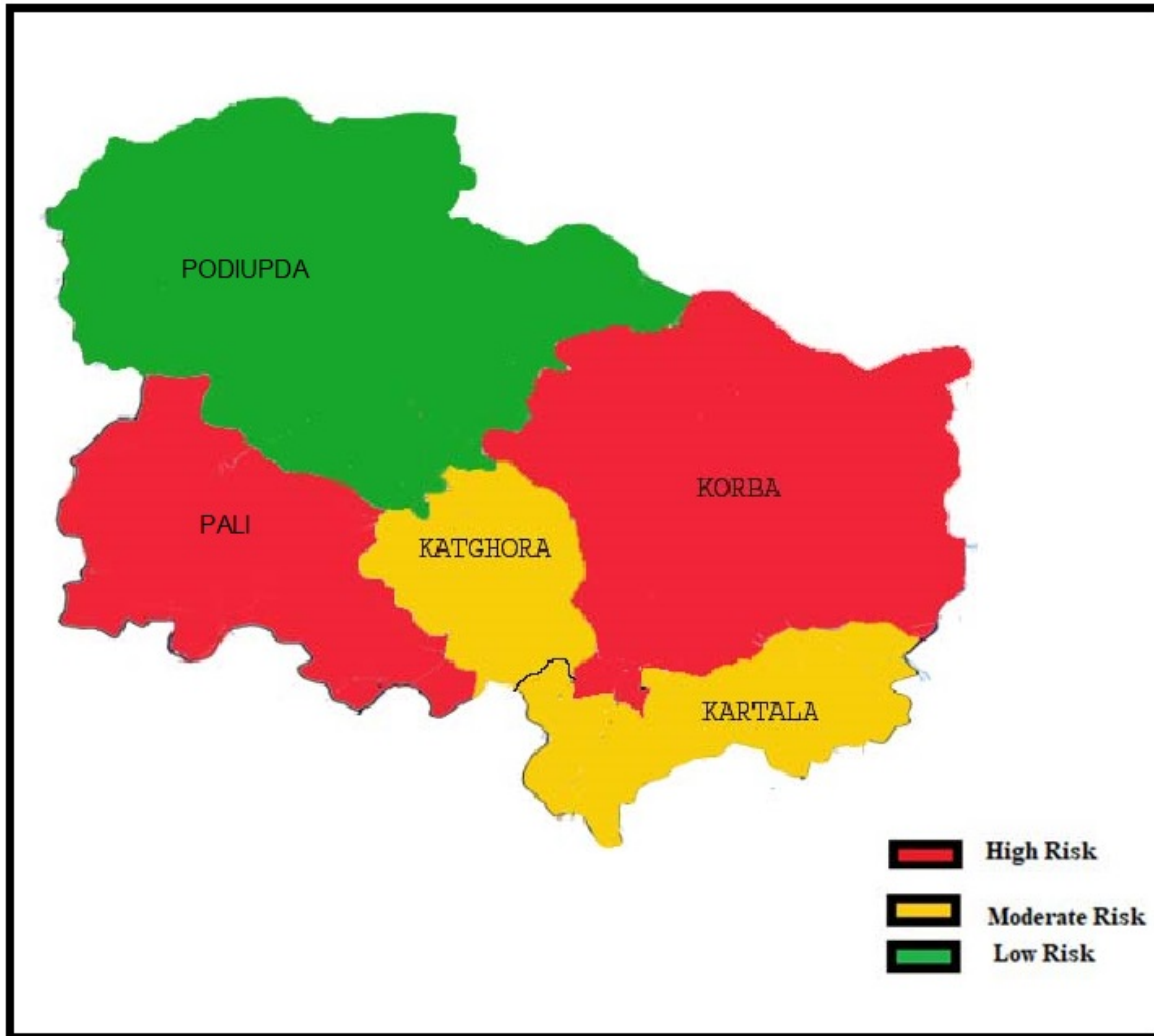 PODIUPDA
KORBA
PALI
KATGHORA
KARTALA
High Risk
Moderate Risk
Low Risk